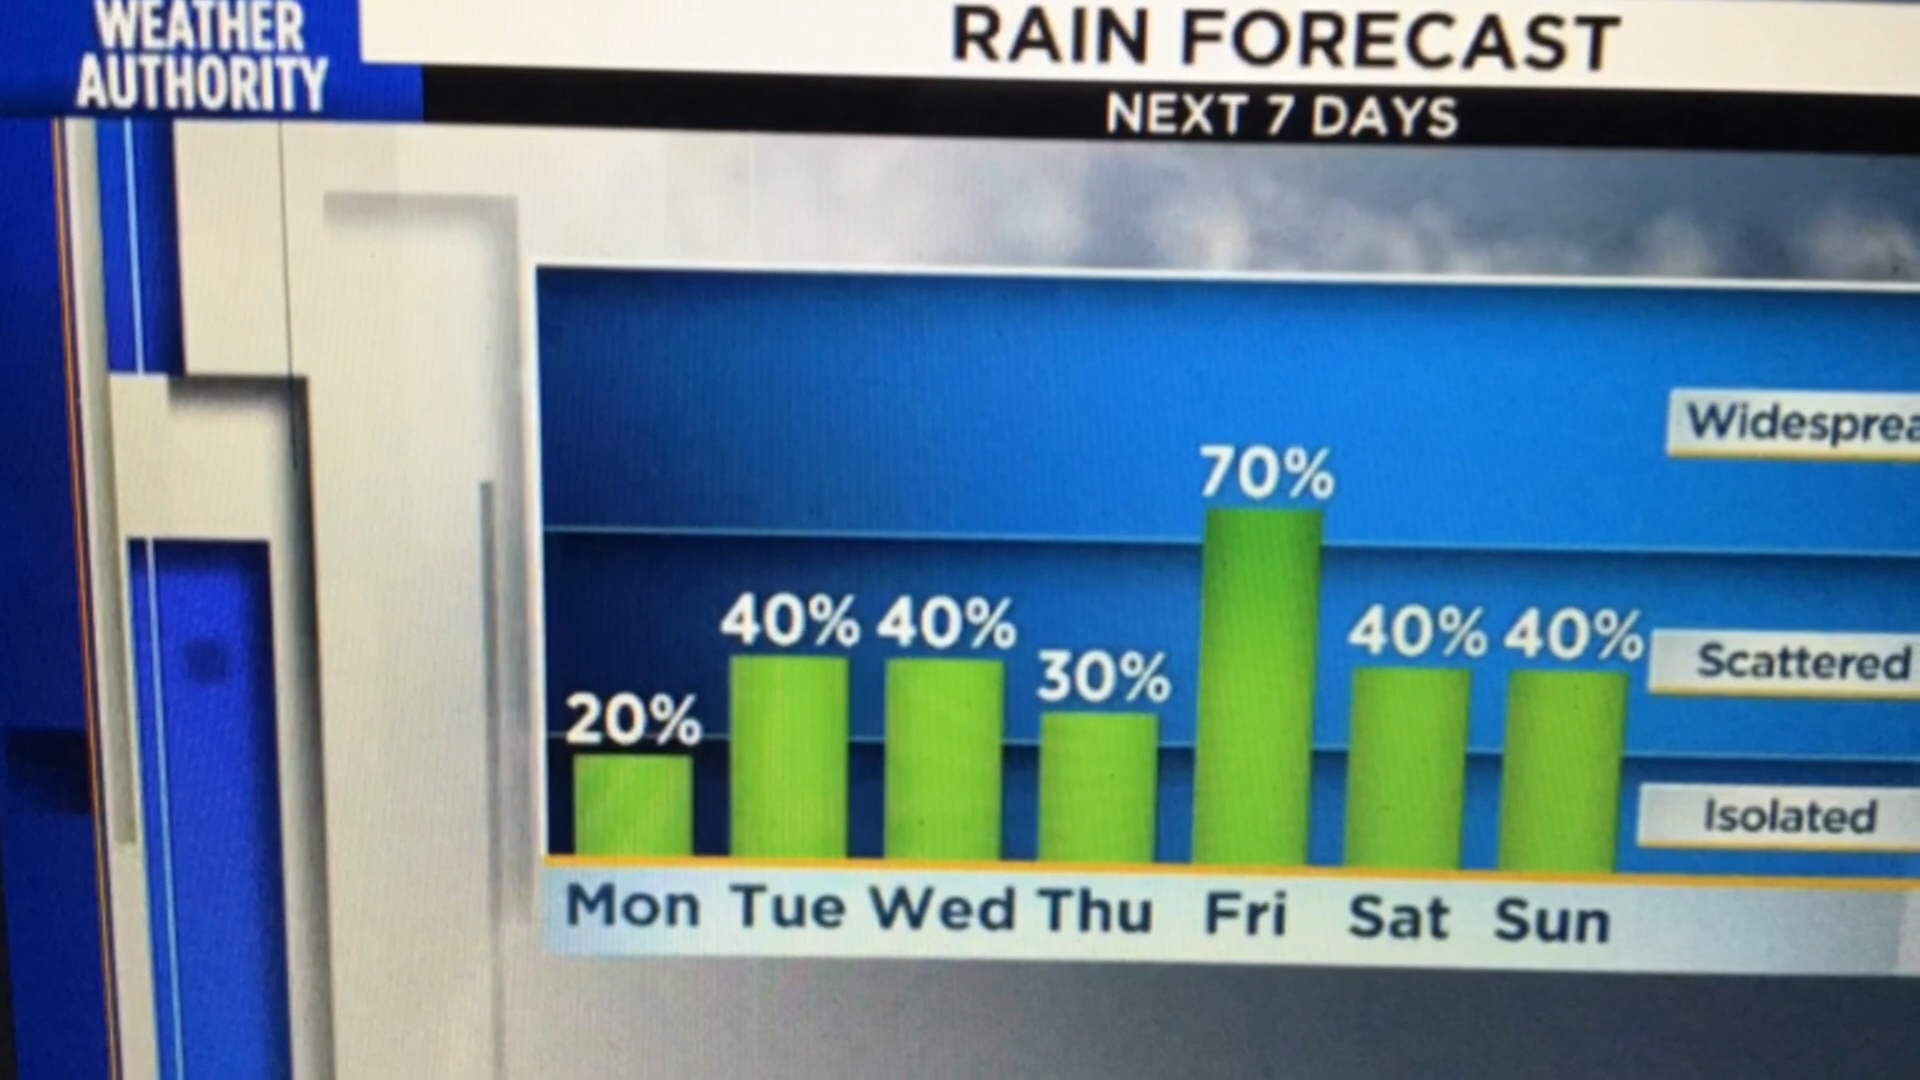 WEATHER
AUTHORITY
RAIN FORECAST
NEXT 7 DAYS
Widesprea
70%
40% 40% 40% 40%
Scattered
30%
20%
Isolated
Mon Tue Wed Thu Fri Sat Sun